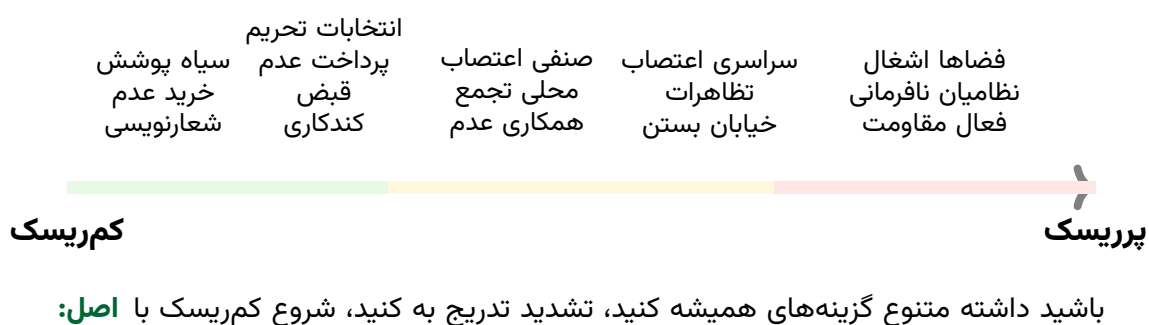 فضاها اشغال
نظامیان نافرمانی
فعال مقاومت
سراسری اعتصاب
تظاهرات
خیابان بستن
صنفی اعتصاب
محلی تجمع
همکاری عدم
انتخابات تحریم
پرداخت عدم
قبض
کندکاری
سیاه پوشش
خرید عدم
شعارنویسی
پرریسک
کم‌ریسک
باشید داشته متنوع گزینه‌های همیشه کنید، تشدید تدریج به کنید، شروع کم‌ریسک با اصل: